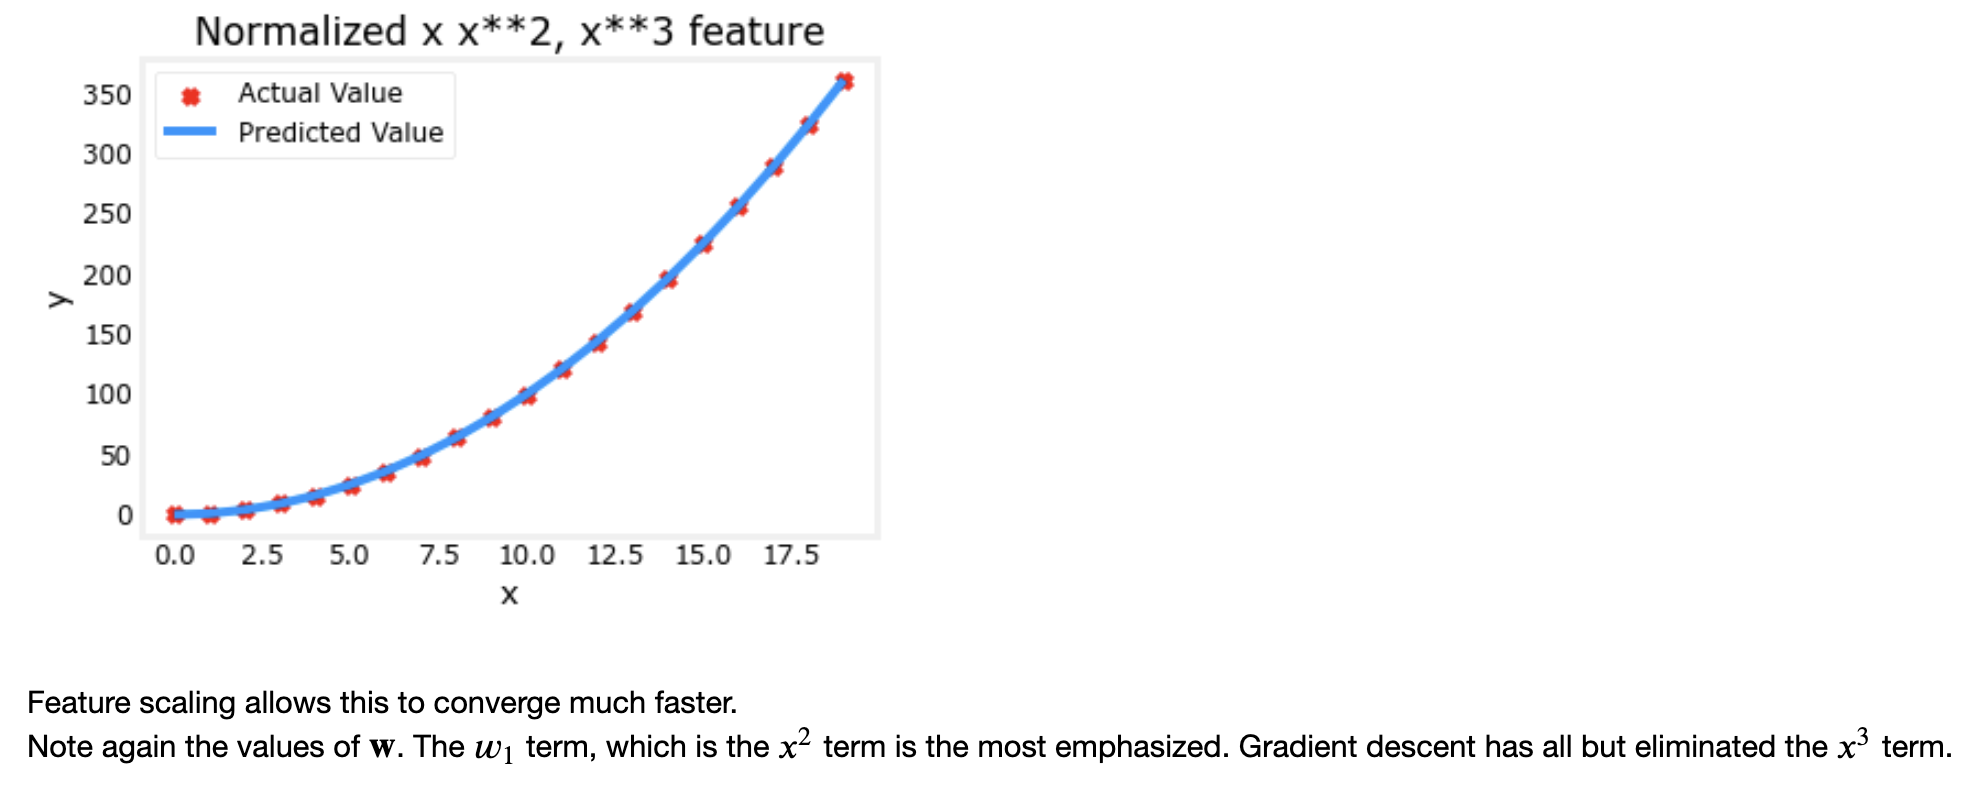 Normalized x x**2, x**3 feature
Actual Value
Predicted Value
350
300
250
200
150
100
50
0
y
0.0 2.5 5.0 7.5 10.0 12.5 15.0 17.5
x
Feature scaling allows this to converge much faster.
Note again the values of w. The w₁ term, which is the x² term is the most emphasized. Gradient descent has all but eliminated the x³ term.